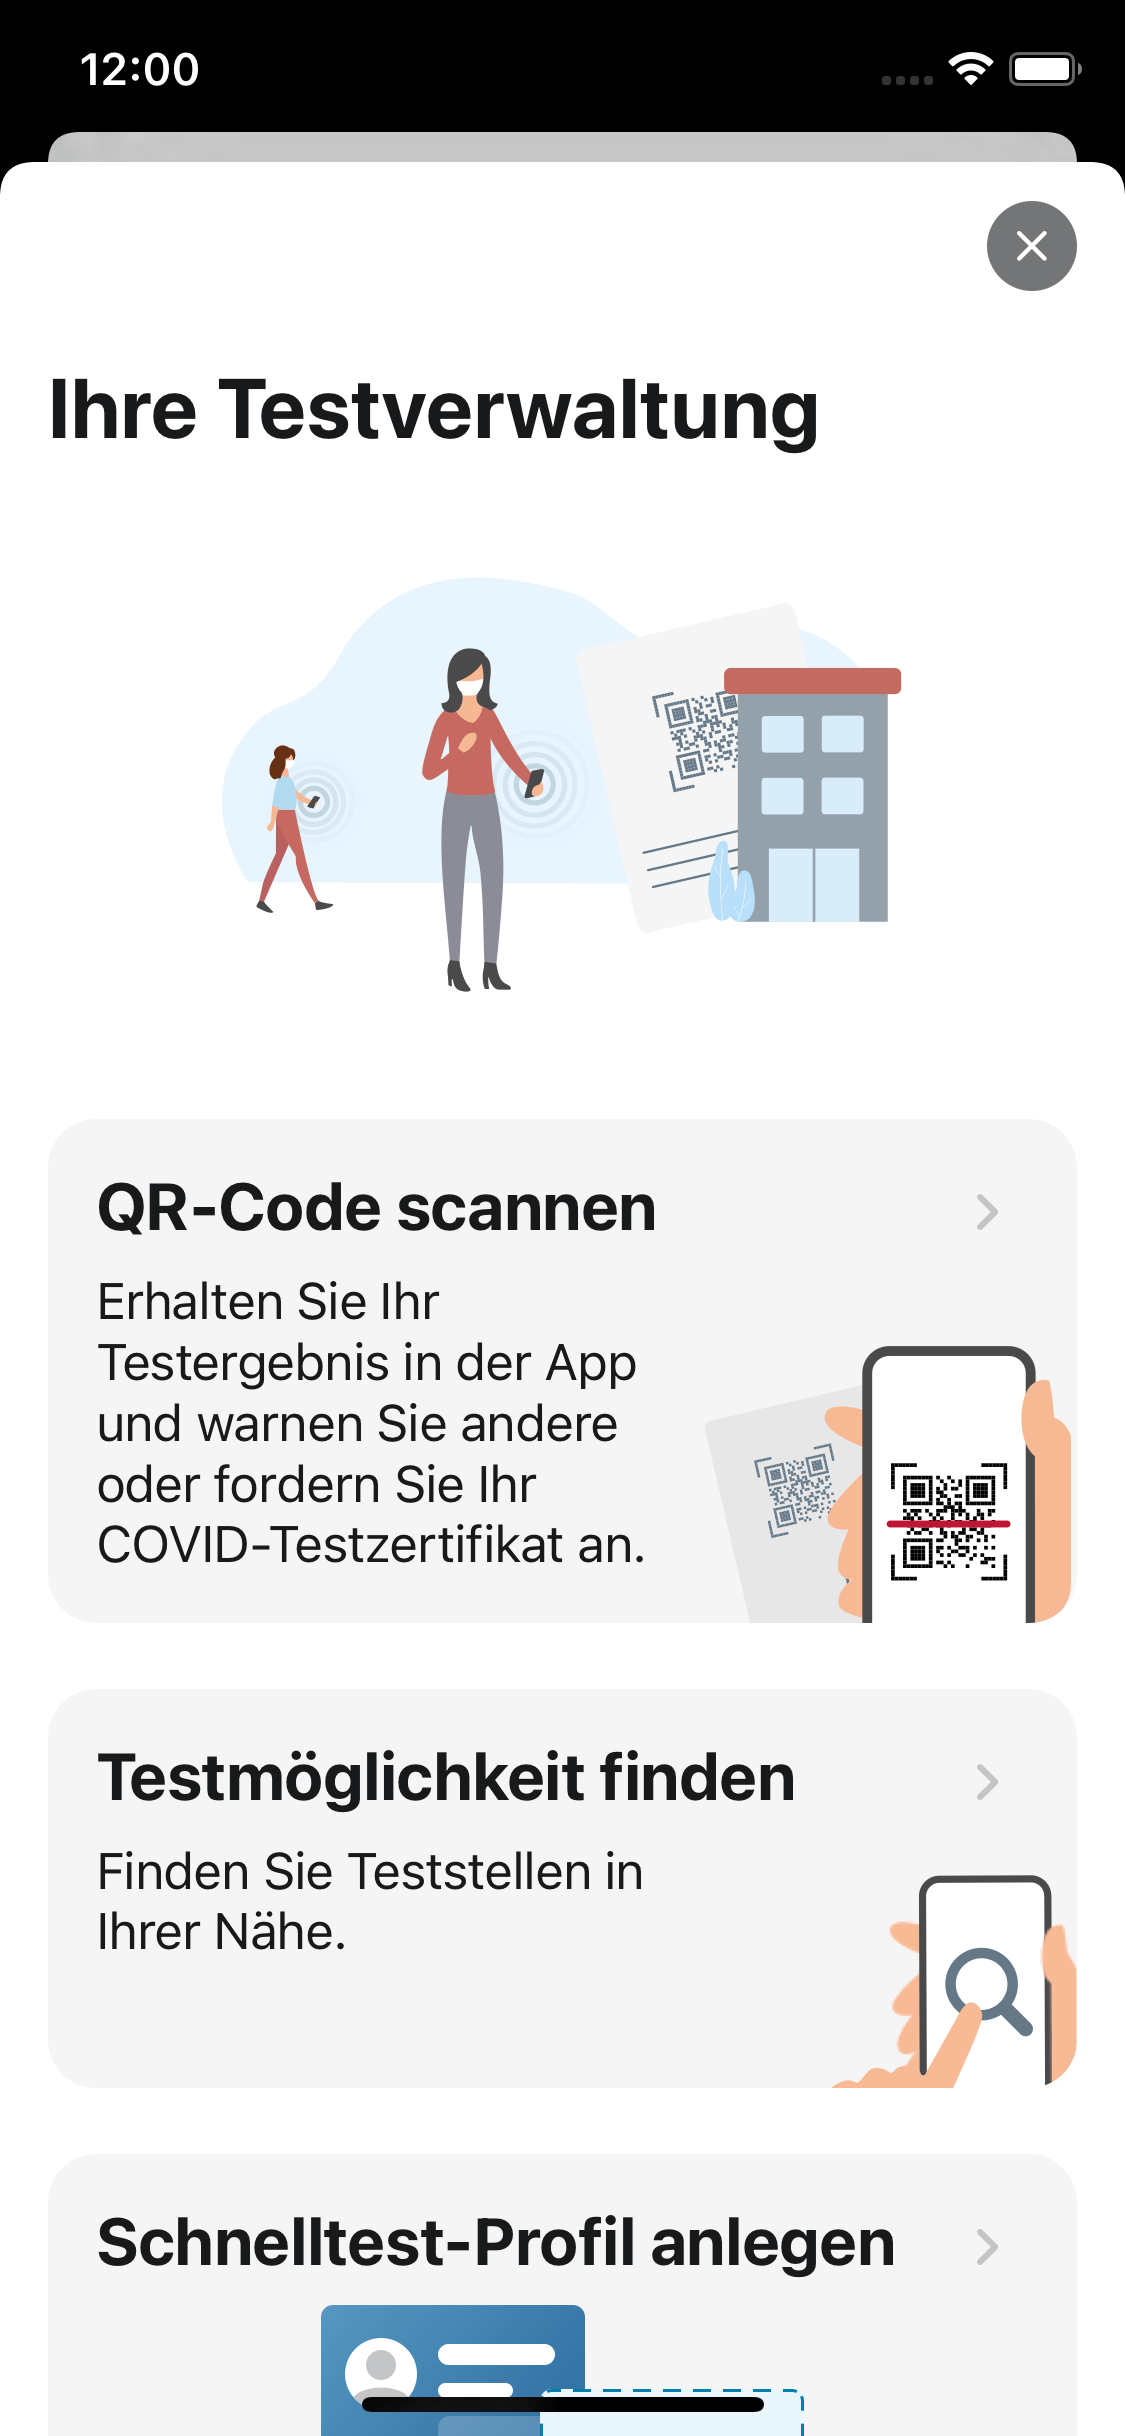 12:00
Ihre Testverwaltung
QR-Code scannen
Erhalten Sie Ihr
Testergebnis in der App
und warnen Sie andere
oder fordern Sie Ihr
COVID-Testzertifikat an.
Testmöglichkeit finden
Finden Sie Teststellen in
Ihrer Nähe.
Schnelltest-Profil anlegen